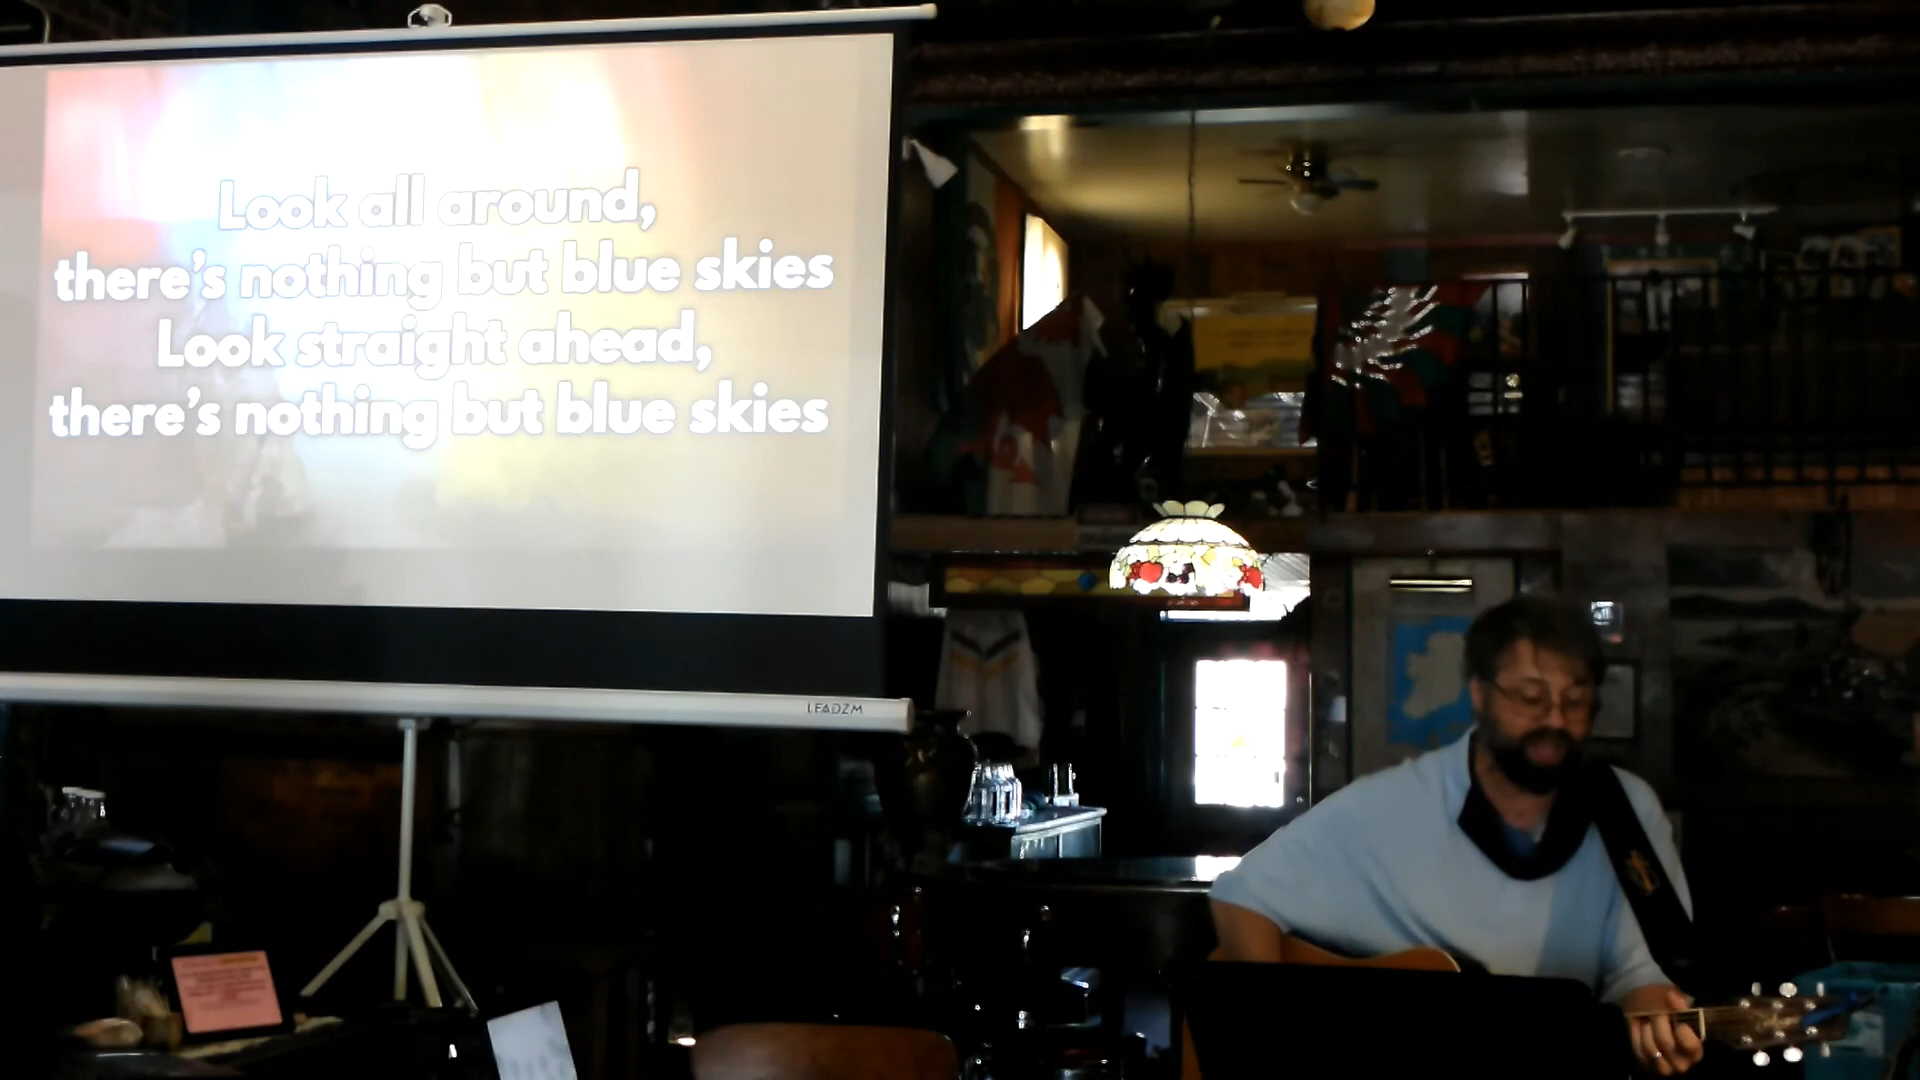 Look all around,
there's nothing but blue skies
Look straight ahead,
there's nothing but blue skies
LEADZM